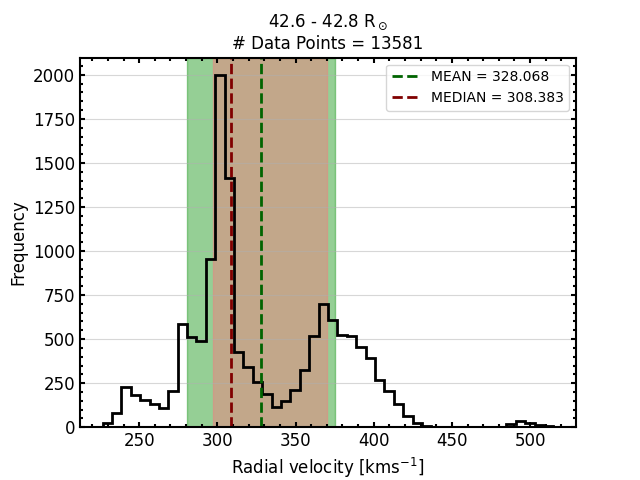 42.6 - 42.8 R⊙
# Data Points = 13581
MEAN = 328.068
MEDIAN = 308.383
Frequency
2000
1750
1500
1250
1000
750
500
250
0
250 300 350 400 450 500
Radial velocity [kms⁻¹]